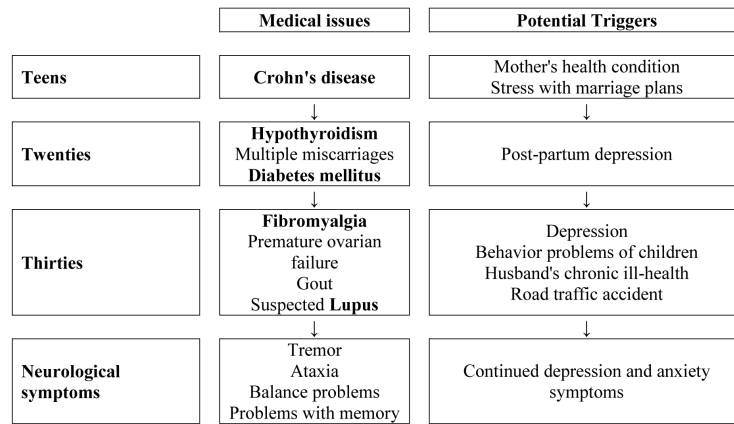 Medical issues
Potential Triggers
Teens
Crohn's disease
Mother's health condition
Stress with marriage plans
Twenties
Hypothyroidism
Multiple miscarriages
Diabetes mellitus
Post-partum depression
Thirties
Fibromyalgia
Premature ovarian
failure
Gout
Suspected Lupus
Depression
Behavior problems of children
Husband's chronic ill-health
Road traffic accident
Neurological
symptoms
Tremor
Ataxia
Balance problems
Problems with memory
Continued depression and anxiety
symptoms